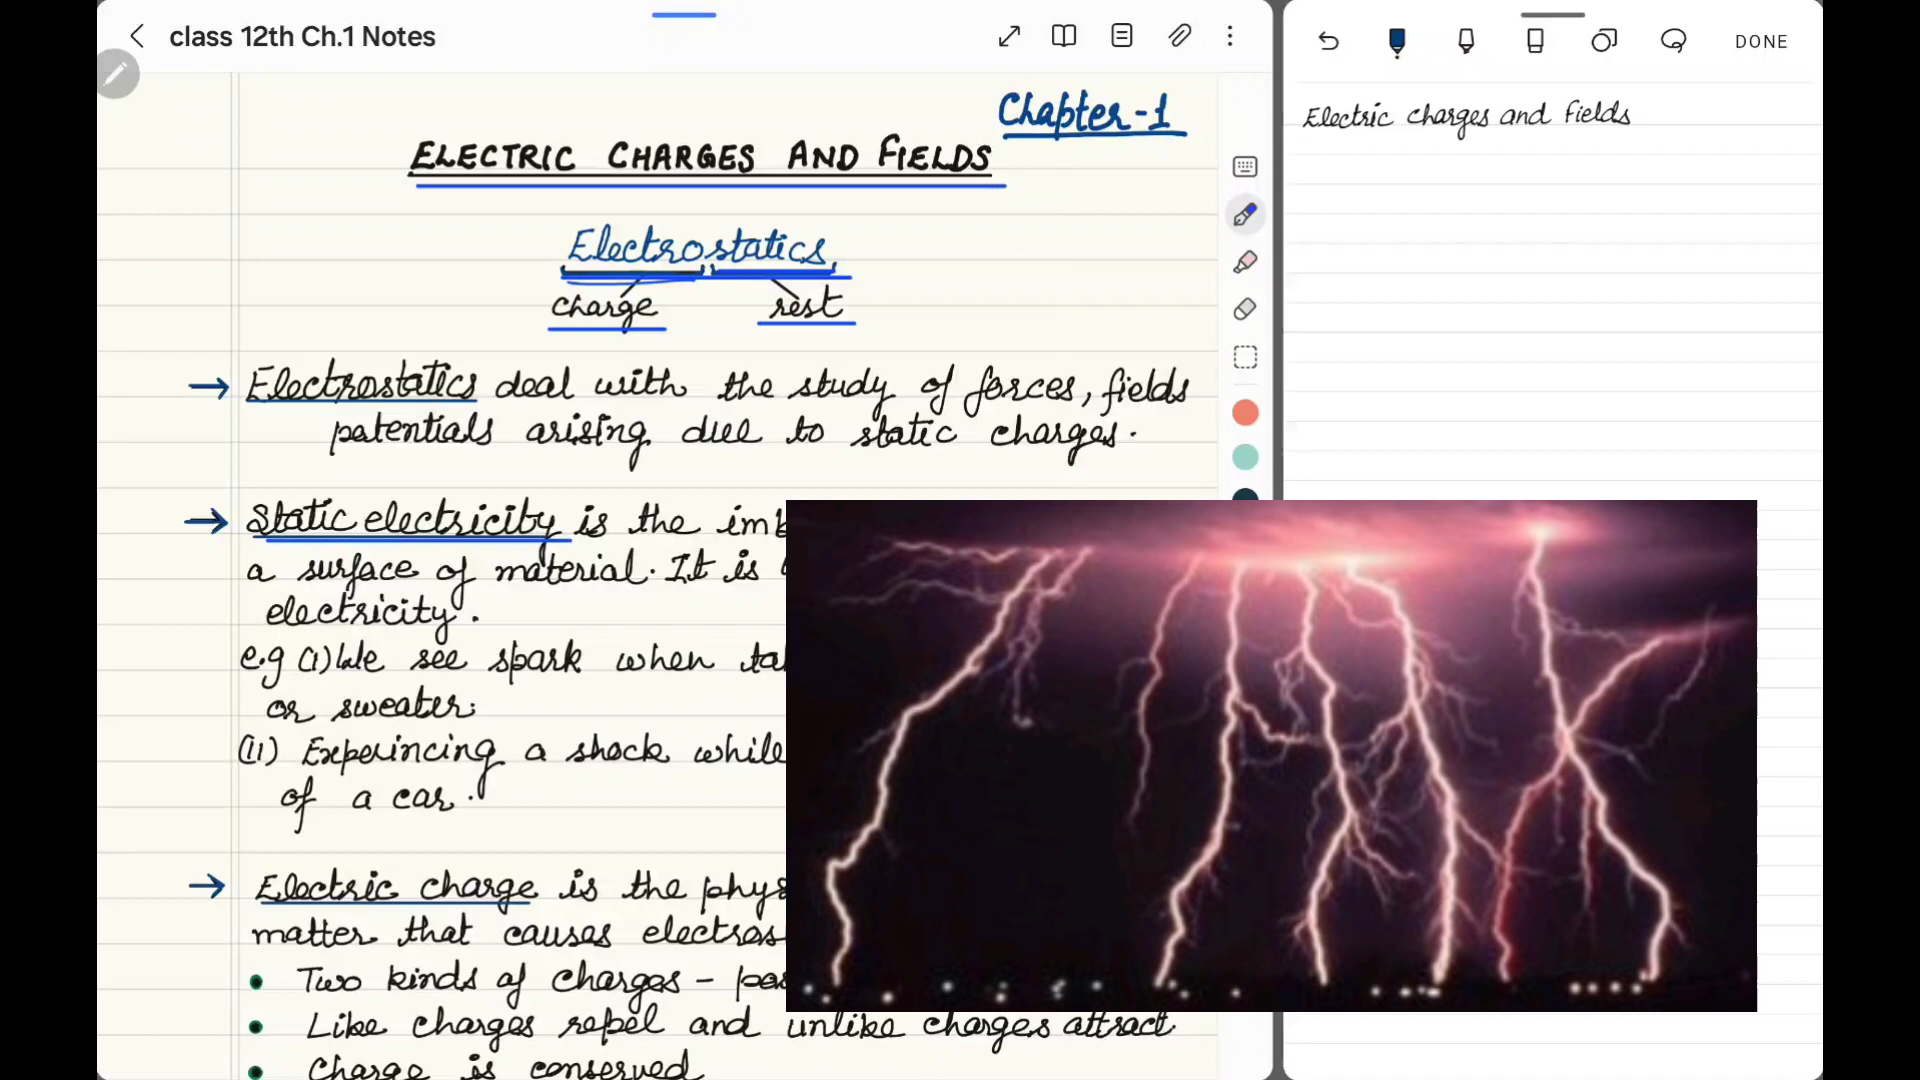 class 12th Ch.1 Notes
DONE
Chapter-1
ELECTRIC CHARGES AND FIELDS
Electrostatics
charge rest
→ Electrostatics deal with the study of forces, fields
potentials arising due to static charges.
→ Static electricity is the
a surface of material. It is
electricity.
e.g (i) We see spark when
or sweater;
(ii) Experincing a shock while
of a car.
→ Electric charge is the
matter that causes
• Two kinds of charges -
• Like charges repel and unlike charges attract.
• Charge is conserved
Electric charges and Fields